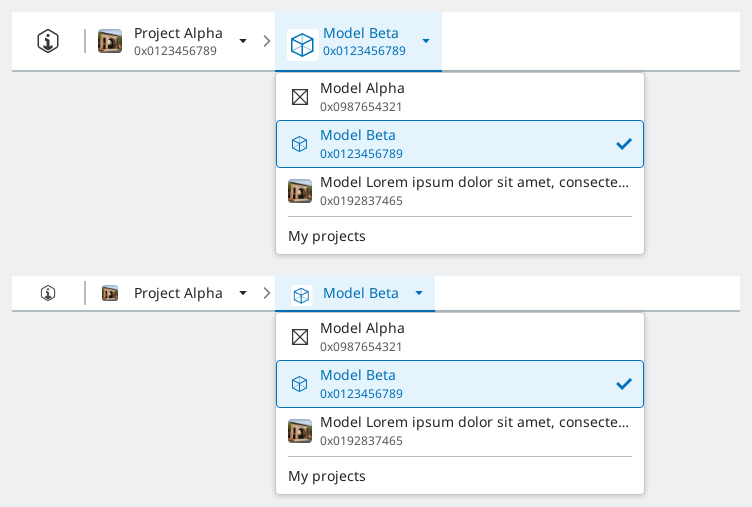 Project Alpha
0x0123456789
Model Beta
0x0123456789
Model Alpha
0x0987654321
Model Beta
0x0123456789
Model Lorem ipsum dolor sit amet, consecte...
0x0192837465
My projects
Project Alpha
Model Beta
Model Alpha
0x0987654321
Model Beta
0x0123456789
Model Lorem ipsum dolor sit amet, consecte...
0x0192837465
My projects